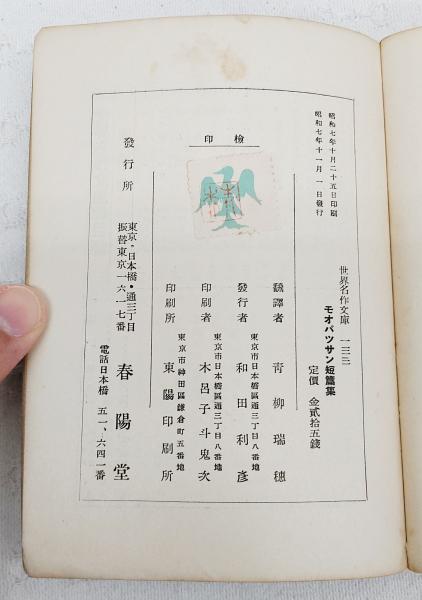 昭和七年十月二十五日印刷
昭和七年十一月一日發行
世界名作文庫 一三三
モオパツサン短篇集
定價 金貳拾五錢
檢印
飜譯者 靑柳瑞穗
東京市日本橋區通三丁目八番地
發行者 和田利彥
東京市日本橋區通三丁目八番地
印刷者 木呂子斗鬼次
東京市神田區鎌倉町五番地
印刷所 東陽印刷所
發行所
東京・日本橋・通三丁目
振替東京一六一七番
春陽堂
電話日本橋 五一・六四一番